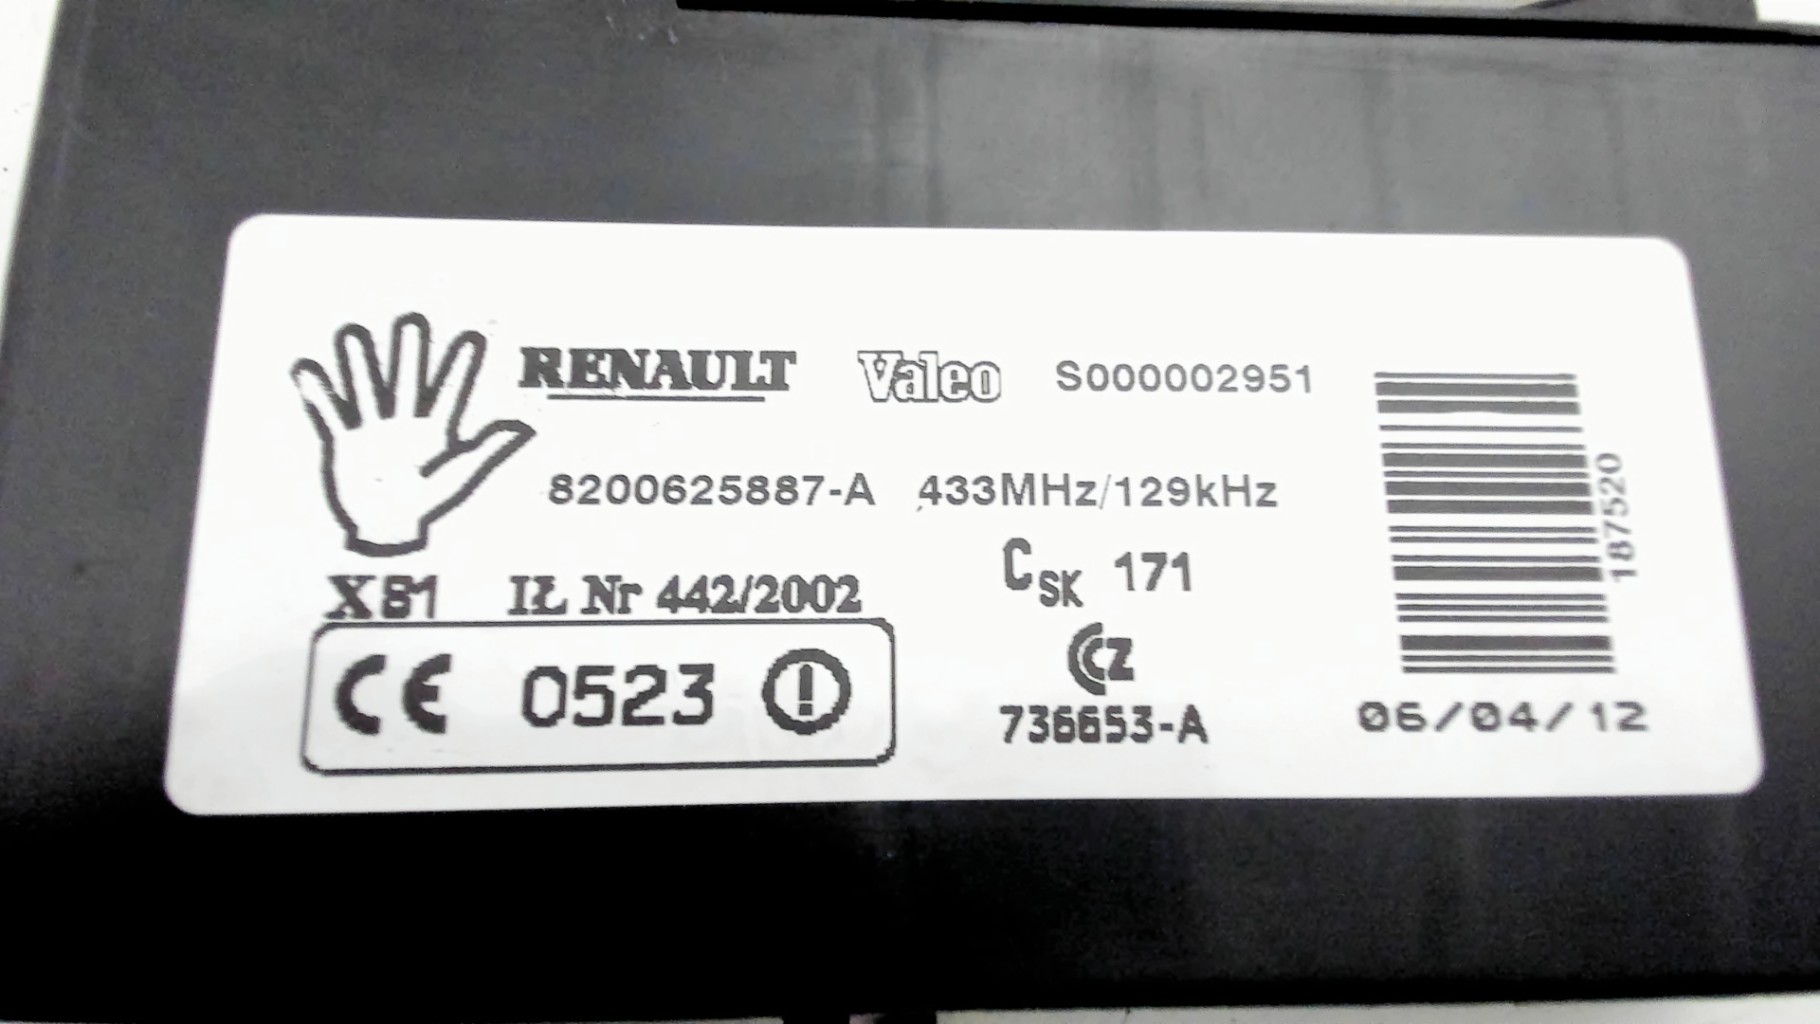 RENAULT Valeo S000002951
8200625887-A 433MHz/129kHz
CSK 171
X81 IŁ Nr 442/2002
CE 0523
CZ
736653-A
187520
06/04/12